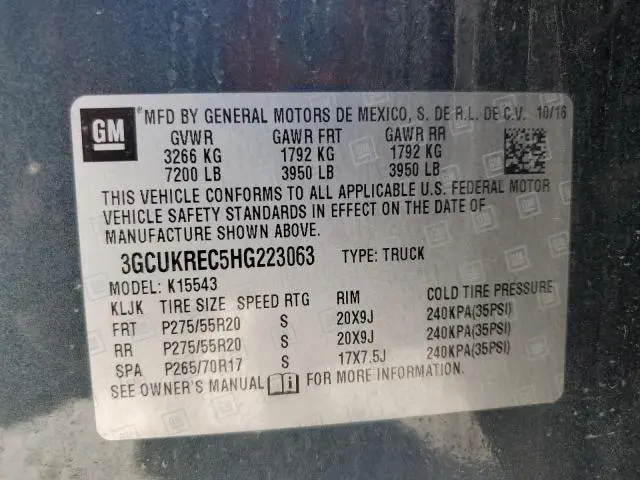 GM
MFD BY GENERAL MOTORS DE MEXICO, S. DE R.L. DE C.V. 10/16
GVWR GAWR FRT GAWR RR
3266 KG 1792 KG 1792 KG
7200 LB 3950 LB 3950 LB
THIS VEHICLE CONFORMS TO ALL APPLICABLE U.S. FEDERAL MOTOR
VEHICLE SAFETY STANDARDS IN EFFECT ON THE DATE OF
MANUFACTURE SHOWN ABOVE.
3GCUKREC5HG223063 TYPE: TRUCK
MODEL: K15543
KLJK TIRE SIZE SPEED RTG RIM COLD TIRE PRESSURE
FRT P275/55R20 S 20X9J 240KPA(35PSI)
RR P275/55R20 S 20X9J 240KPA(35PSI)
SPA P265/70R17 S 17X7.5J 240KPA(35PSI)
SEE OWNER'S MANUAL FOR MORE INFORMATION.